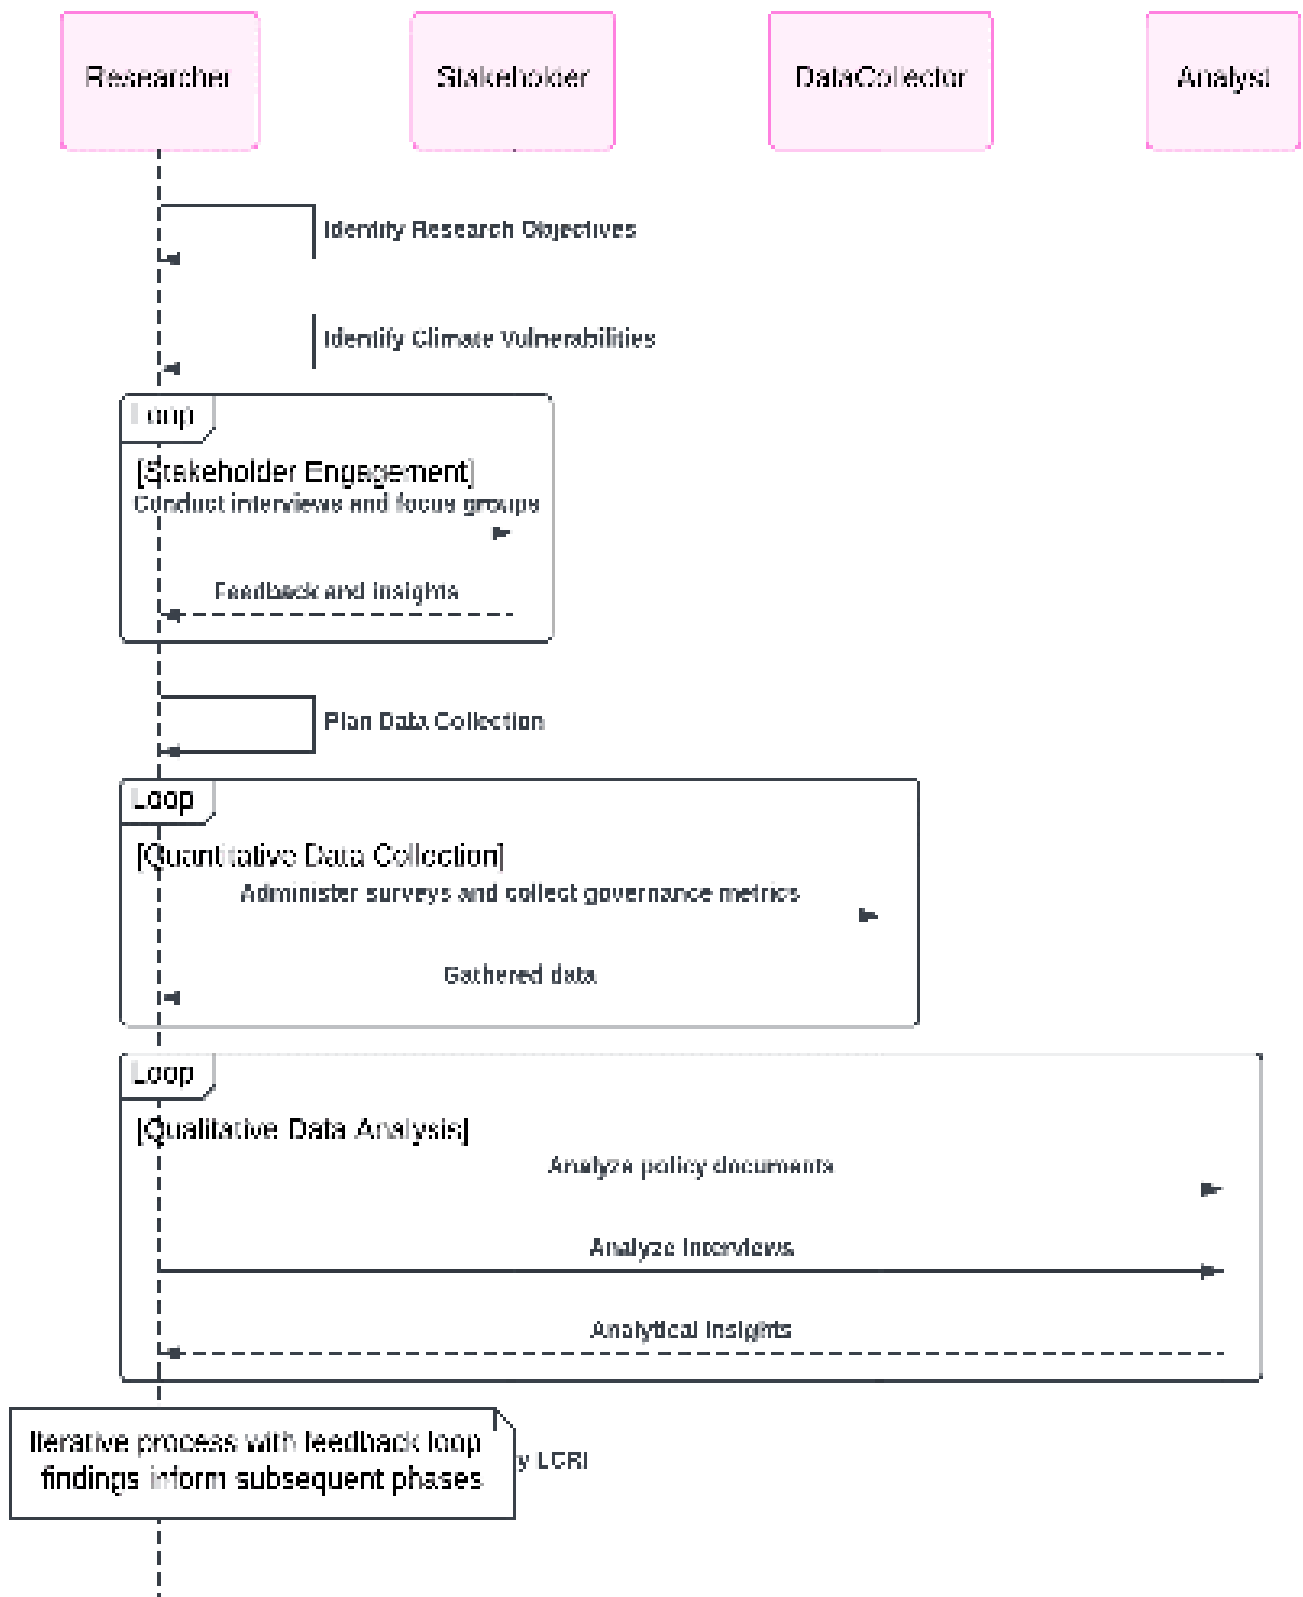 Researcher
Stakeholder
DataCollector
Analyst
Identify Research Objectives
Identify Climate Vulnerabilities
Loop
[Stakeholder Engagement]
Conduct interviews and focus groups
Feedback and insights
Plan Data Collection
Loop
[Quantitative Data Collection]
Administer surveys and collect governance metrics
Gathered data
Loop
[Qualitative Data Analysis]
Analyze policy documents
Analyze interviews
Analytical insights
Iterative process with feedback loop
y LCRI
findings inform subsequent phases